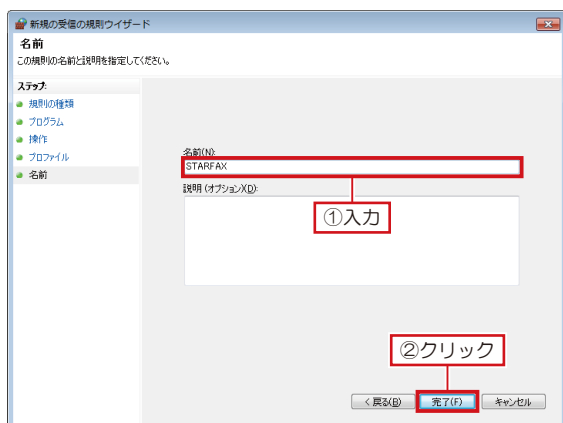 新規の受信の規則ウイザード
名前
この規則の名前と説明を指定してください。
ステップ:
規則の種類
プログラム
操作
プロファイル
名前
名前(N):
STARFAX
説明 (オプション)(D):
①入力
②クリック
< 戻る(B)
完了(F)
キャンセル